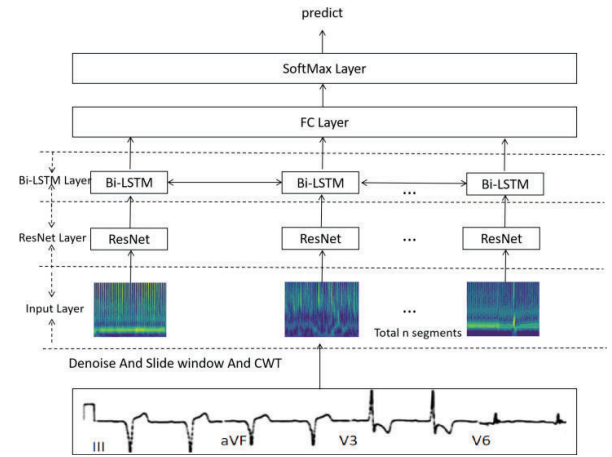 predict
SoftMax Layer
FC Layer
Bi-LSTM Layer
Bi-LSTM
Bi-LSTM
...
Bi-LSTM
ResNet Layer
ResNet
ResNet
...
ResNet
Input Layer
...
Total n segments
Denoise And Slide window And CWT
III
aVF
V3
V6